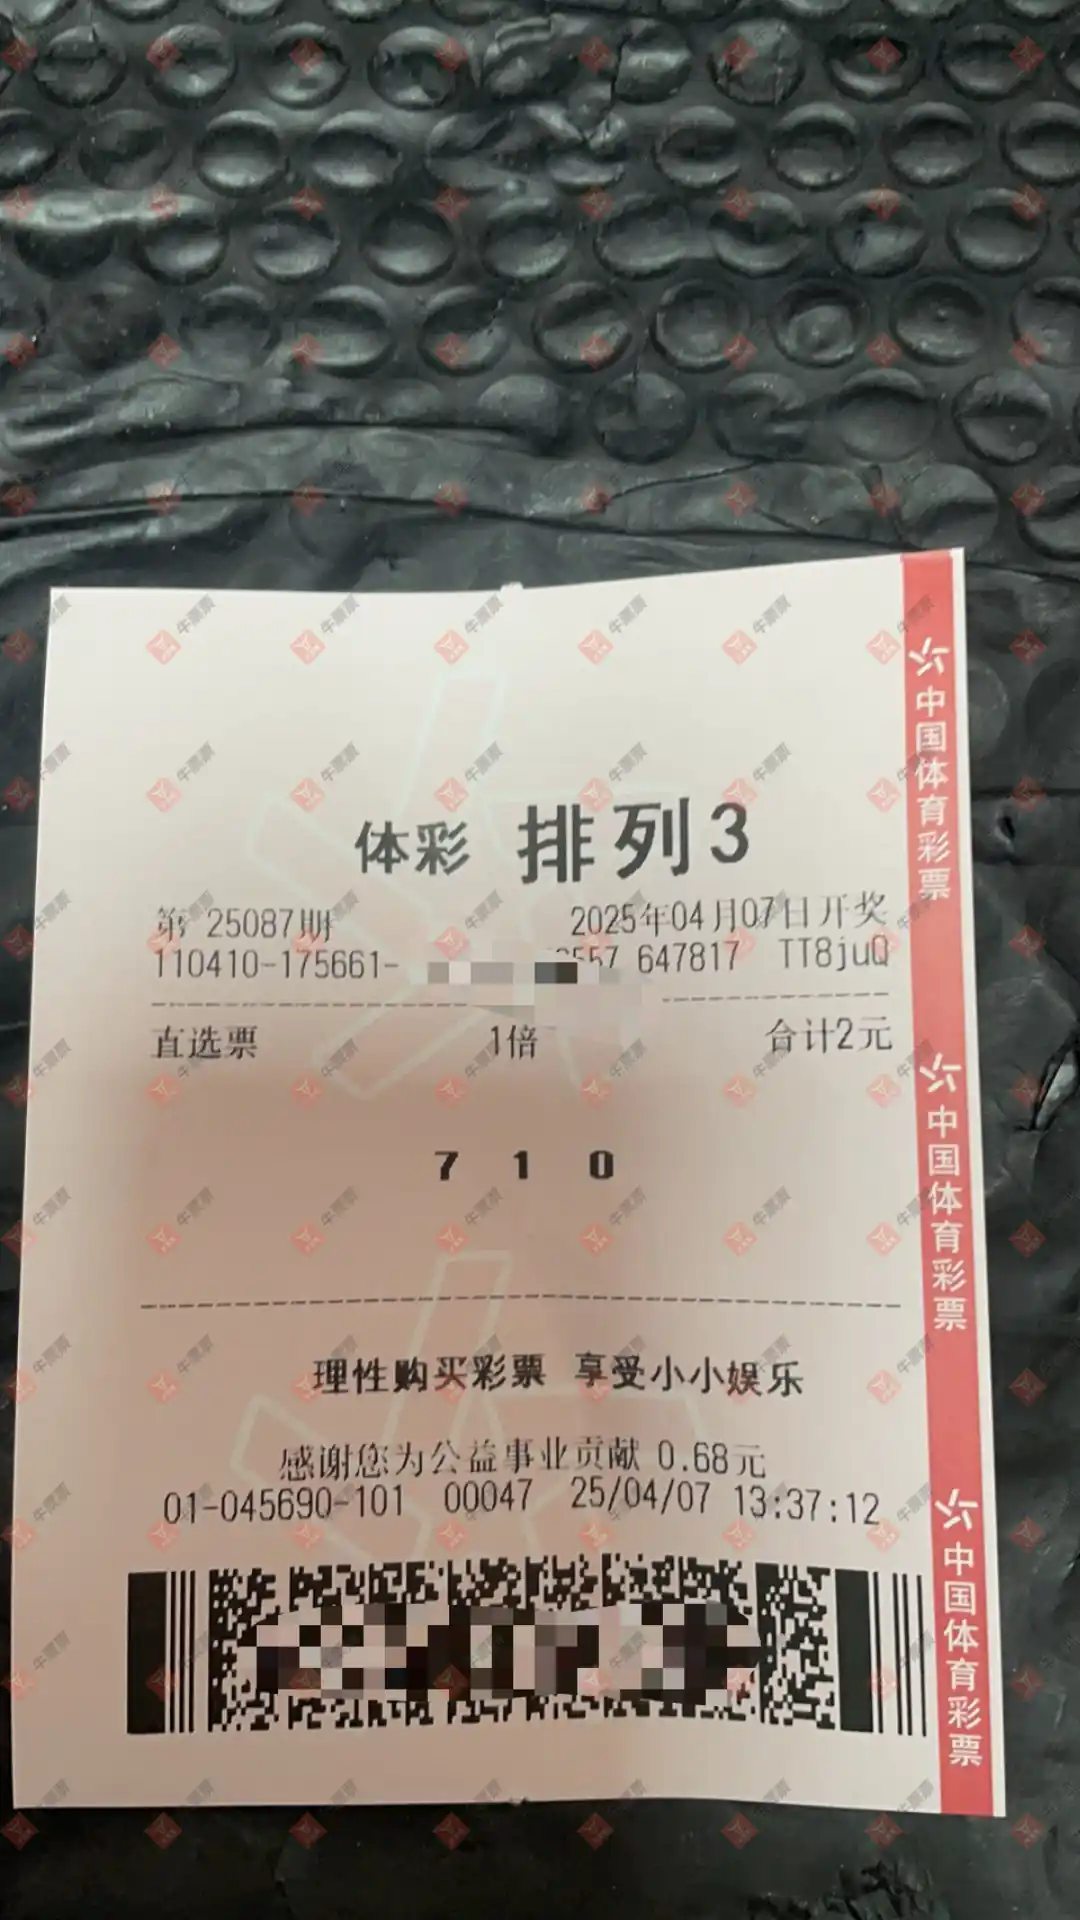 体彩 排列3
第 25087期 2025年04月07日开奖
110410-175661- 647817 TT8juQ
直选票 1倍 合计2元
7 1 0
理性购买彩票 享受小小娱乐
感谢您为公益事业贡献 0.68元
01-045690-101 00047 25/04/07 13:37:12
中国体育彩票
中国体育彩票
中国体育彩票
牛票票